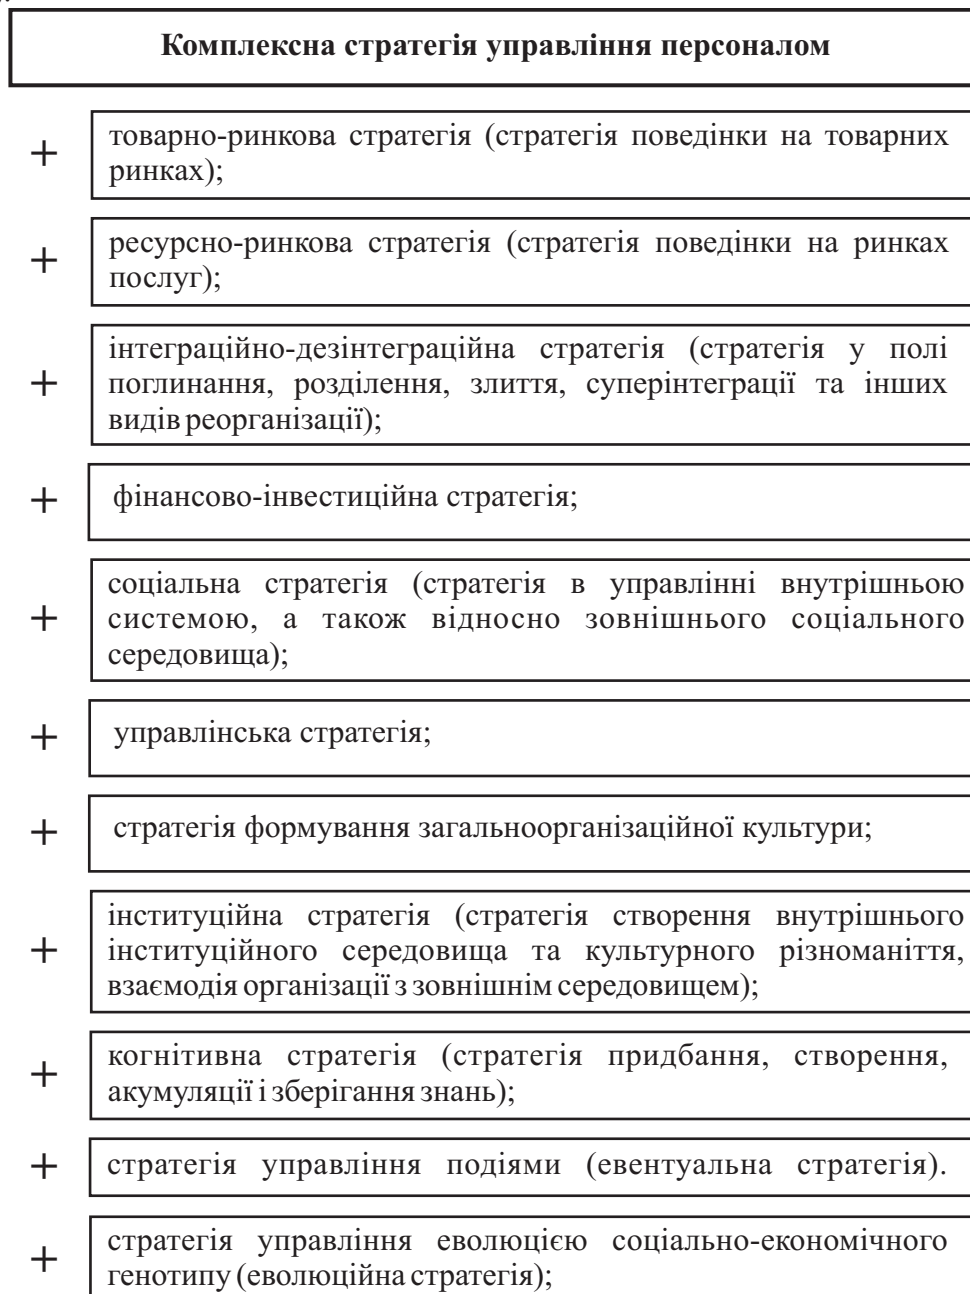 Комплексна стратегія управління персоналом
+ товарно-ринкова стратегія (стратегія поведінки на товарних
ринках);
+ ресурсно-ринкова стратегія (стратегія поведінки на ринках
послуг);
+ інтеграційно-дезінтеграційна стратегія (стратегія у полі
поглинання, розділення, злиття, суперінтеграції та інших
видів реорганізації);
+ фінансово-інвестиційна стратегія;
+ соціальна стратегія (стратегія в управлінні внутрішньою
системою, а також відносно зовнішнього соціального
середовища);
+ управлінська стратегія;
+ стратегія формування загальноорганізаційної культури;
+ інституційна стратегія (стратегія створення внутрішнього
інституційного середовища та культурного різноманіття,
взаємодія організації з зовнішнім середовищем);
+ когнітивна стратегія (стратегія придбання, створення,
акумуляції і зберігання знань);
+ стратегія управління подіями (евентуальна стратегія).
+ стратегія управління еволюцією соціально-економічного
генотипу (еволюційна стратегія);